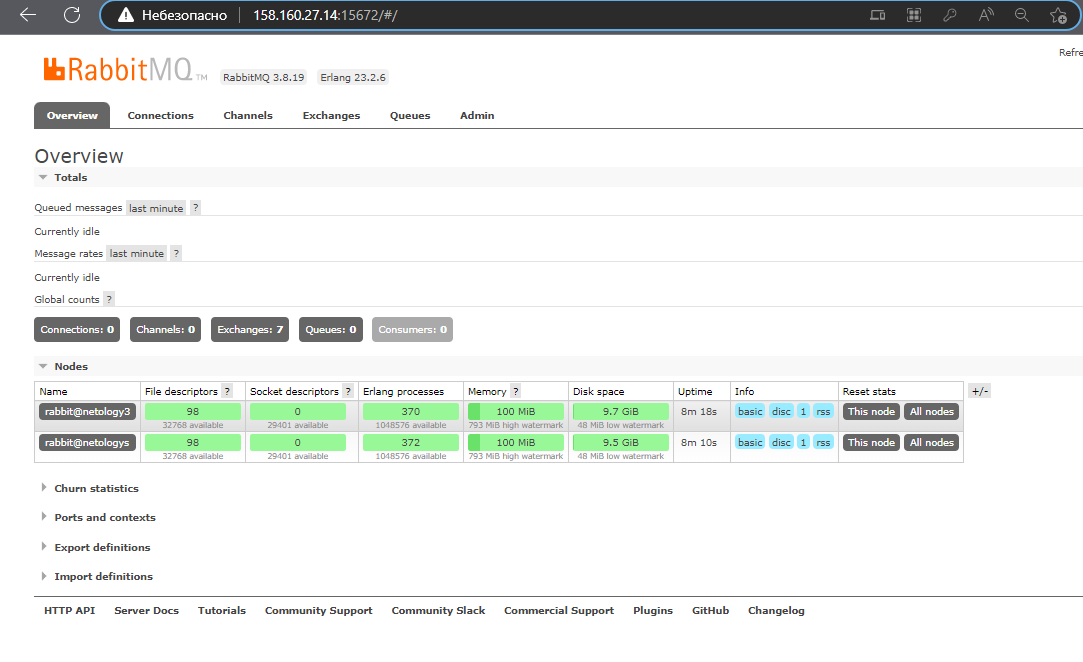 Небезопасно 158.160.27.14:15672/#/
Refre
RabbitMQ TM RabbitMQ 3.8.19 Erlang 23.2.6
Overview Connections Channels Exchanges Queues Admin
Overview
Totals
Queued messages last minute ?
Currently idle
Message rates last minute ?
Currently idle
Global counts ?
Connections: 0 Channels: 0 Exchanges: 7 Queues: 0 Consumers: 0
Nodes
Name File descriptors ? Socket descriptors ? Erlang processes Memory ? Disk space Uptime Info Reset stats +/-
rabbit@netology3 98 0 370 100 MiB 9.7 GiB 8m 18s basic disc 1 rss This node All nodes
32768 available 29401 available 1048576 available 793 MiB high watermark 48 MiB low watermark
rabbit@netologys 98 0 372 100 MiB 9.5 GiB 8m 10s basic disc 1 rss This node All nodes
32768 available 29401 available 1048576 available 793 MiB high watermark 48 MiB low watermark
Churn statistics
Ports and contexts
Export definitions
Import definitions
HTTP API Server Docs Tutorials Community Support Community Slack Commercial Support Plugins GitHub Changelog